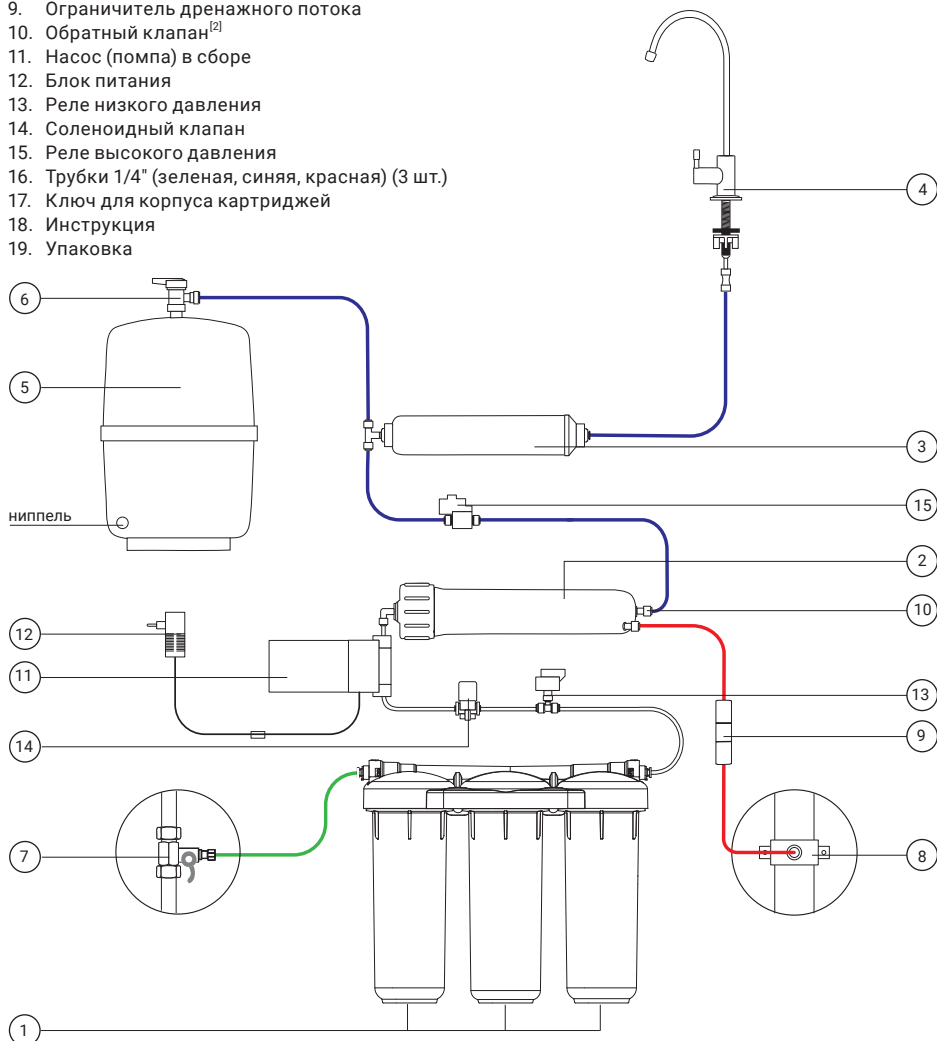 9. Ограничитель дренажного потока
10. Обратный клапан[2]
11. Насос (помпа) в сборе
12. Блок питания
13. Реле низкого давления
14. Соленоидный клапан
15. Реле высокого давления
16. Трубки 1/4" (зеленая, синяя, красная) (3 шт.)
17. Ключ для корпуса картриджей
18. Инструкция
19. Упаковка
4
6
5
3
15
ниппель
2
10
12
11
13
14
9
7
8
1